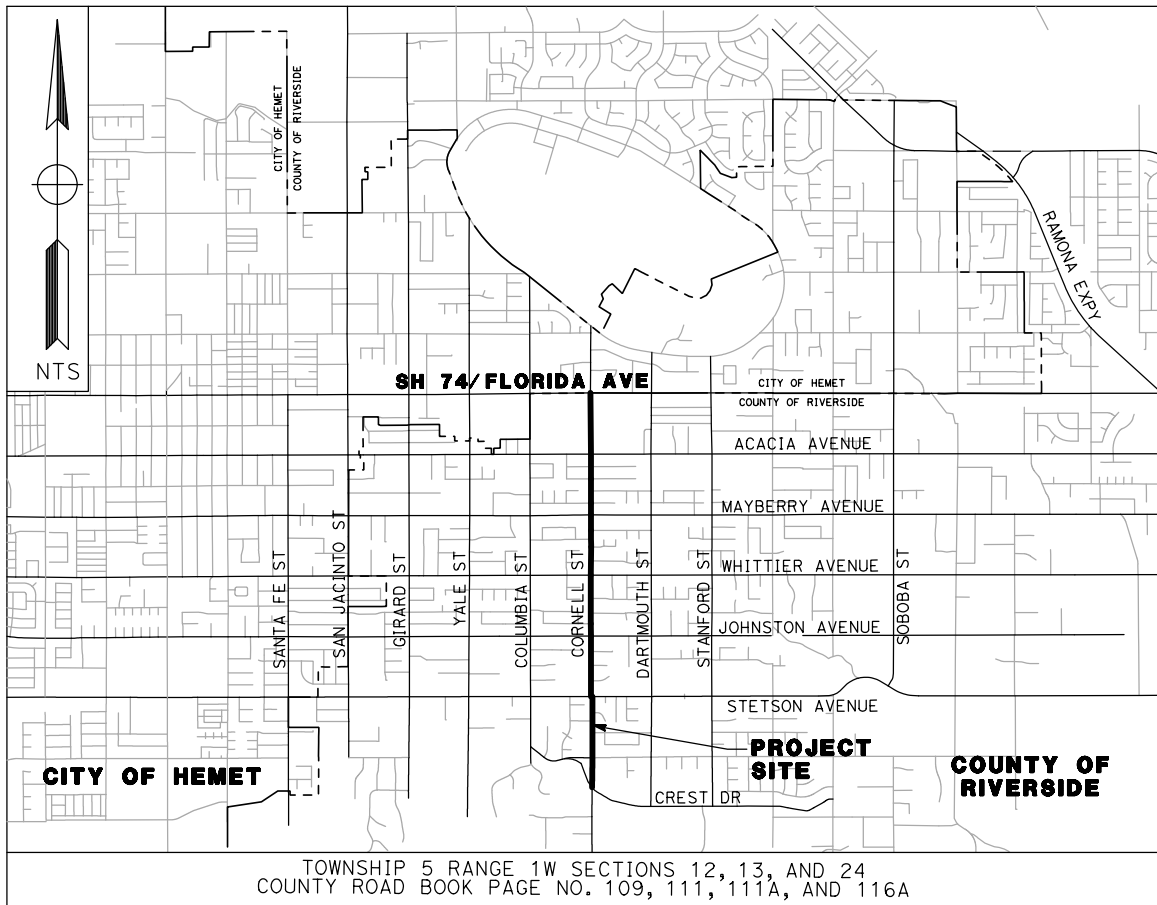 CITY OF HEMET
COUNTY OF RIVERSIDE
RAMONA EXPY
NTS
SH 74/FLORIDA AVE
CITY OF HEMET
COUNTY OF RIVERSIDE
ACACIA AVENUE
MAYBERRY AVENUE
SANTA FE ST
SAN JACINTO ST
GIRARD ST
YALE ST
COLUMBIA ST
CORNELL ST
DARTMOUTH ST
STANFORD ST
WHITTIER AVENUE
SOBOBA ST
JOHNSTON AVENUE
STETSON AVENUE
CITY OF HEMET
PROJECT
SITE
COUNTY OF
RIVERSIDE
CREST DR
TOWNSHIP 5 RANGE 1W SECTIONS 12, 13, AND 24
COUNTY ROAD BOOK PAGE NO. 109, 111, 111A, AND 116A